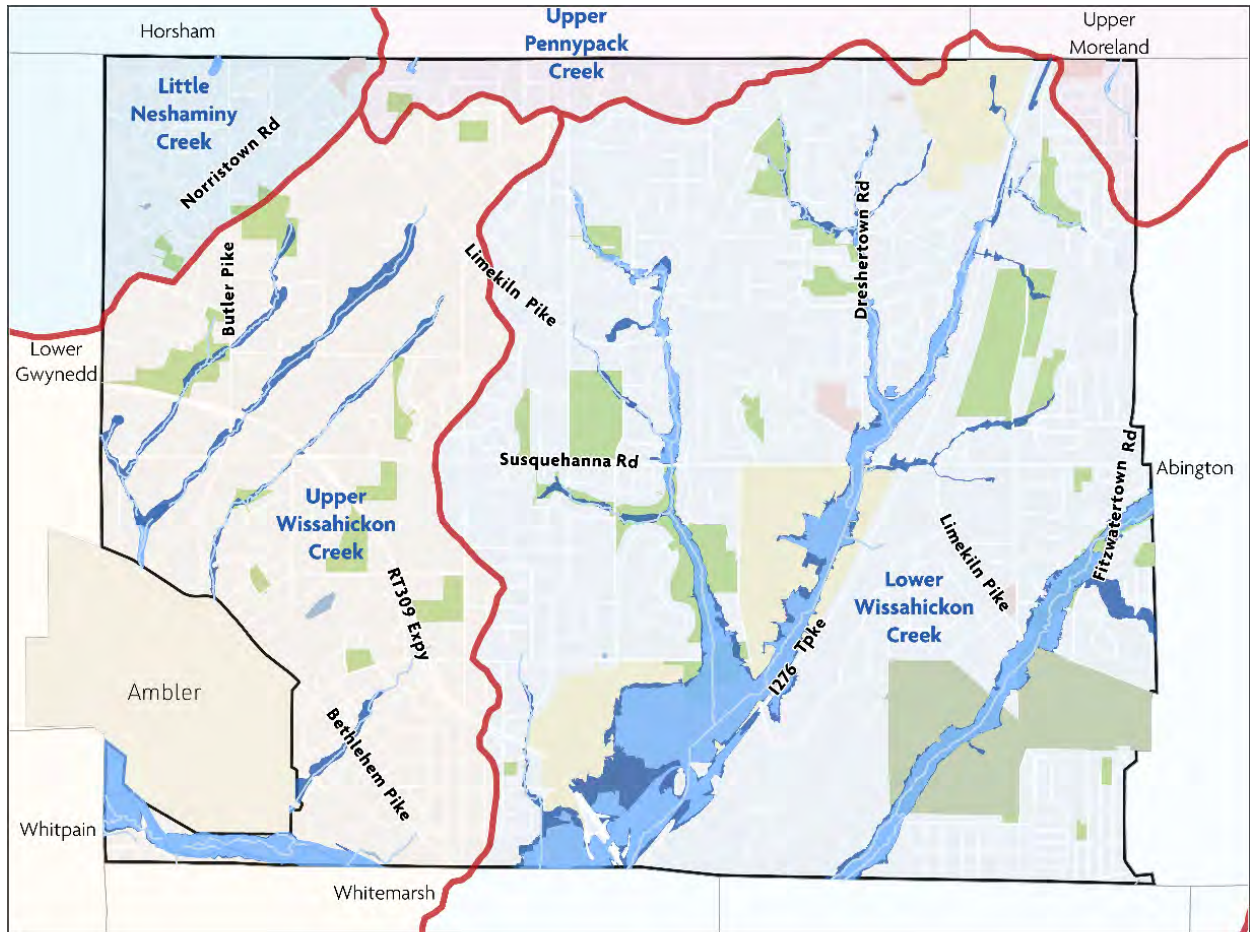 Horsham
Upper
Pennypack
Creek
Upper
Moreland
Little
Neshaminy
Creek
Norristown Rd
Butler Pike
Limekiln Pike
Dreshertown Rd
Lower
Gwynedd
Susquehanna Rd
Abington
Fitzwatertown Rd
Upper
Wissahickon
Creek
Limekiln Pike
RT309 Expy
Lower
Wissahickon
Creek
I276 Tpke
Ambler
Bethlehem Pike
Whitpain
Whitemarsh